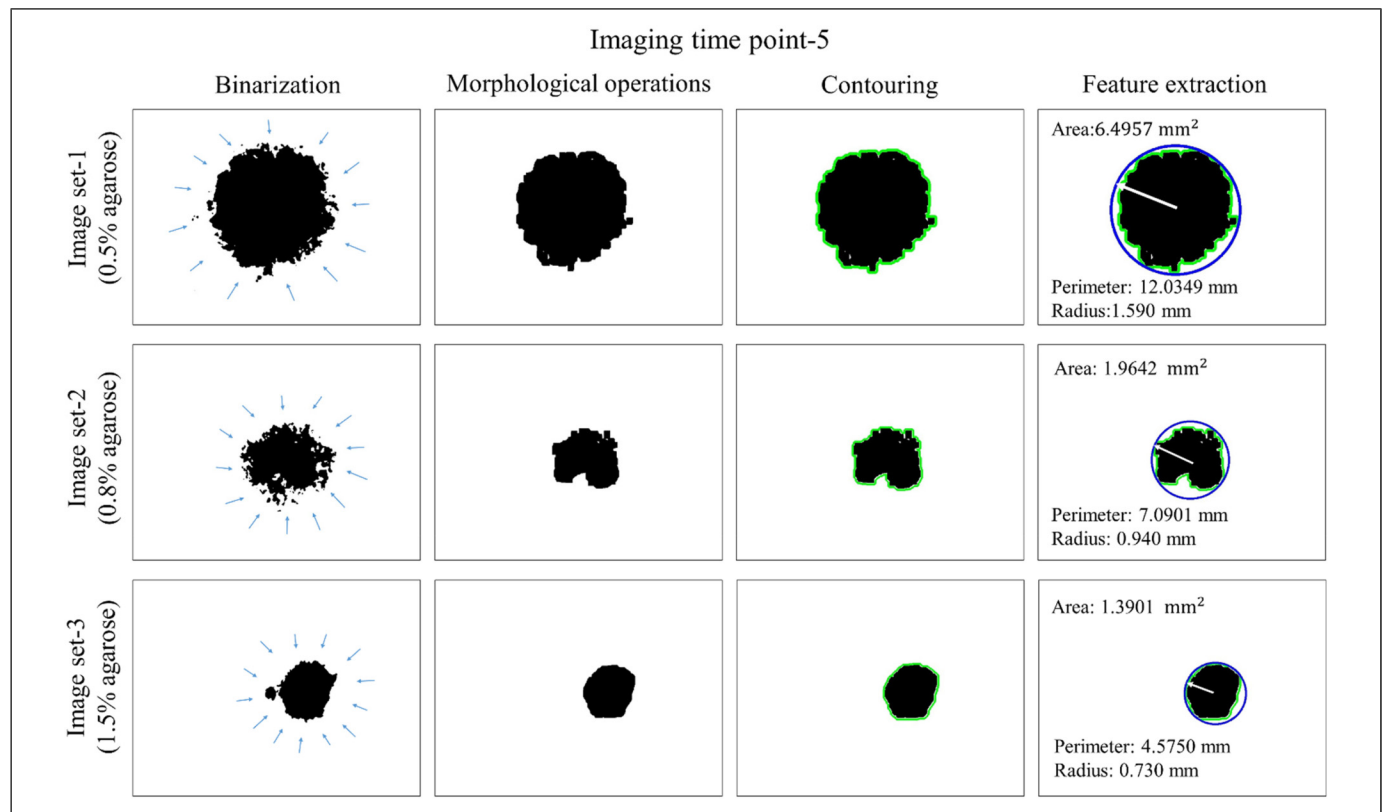 Imaging time point-5
Binarization
Morphological operations
Contouring
Feature extraction
Image set-1
(0.5% agarose)
Area:6.4957 mm²
Perimeter: 12.0349 mm
Radius:1.590 mm
Image set-2
(0.8% agarose)
Area: 1.9642 mm²
Perimeter: 7.0901 mm
Radius: 0.940 mm
Image set-3
(1.5% agarose)
Area: 1.3901 mm²
Perimeter: 4.5750 mm
Radius: 0.730 mm